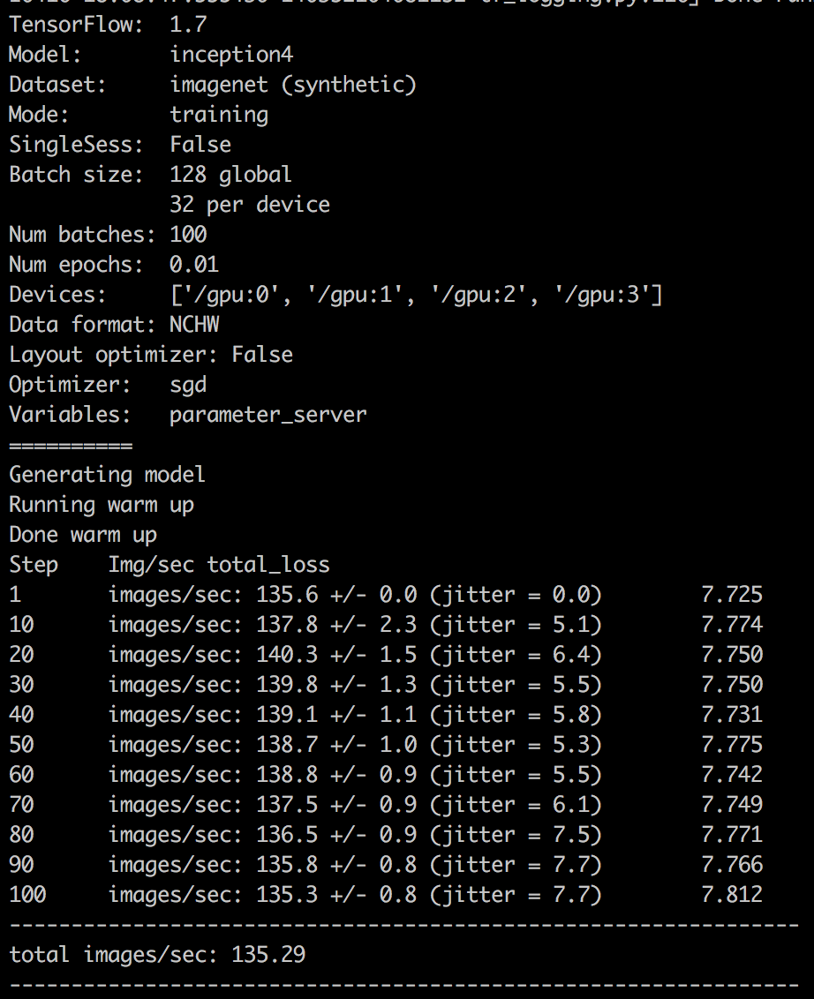 TensorFlow:  1.7
Model:       inception4
Dataset:     imagenet (synthetic)
Mode:        training
SingleSess:  False
Batch size:  128 global
             32 per device
Num batches: 100
Num epochs:  0.01
Devices:     ['/gpu:0', '/gpu:1', '/gpu:2', '/gpu:3']
Data format: NCHW
Layout optimizer: False
Optimizer:   sgd
Variables:   parameter_server
==========
Generating model
Running warm up
Done warm up
Step    Img/sec total_loss
1       images/sec: 135.6 +/- 0.0 (jitter = 0.0)        7.725
10      images/sec: 137.8 +/- 2.3 (jitter = 5.1)        7.774
20      images/sec: 140.3 +/- 1.5 (jitter = 6.4)        7.750
30      images/sec: 139.8 +/- 1.3 (jitter = 5.5)        7.750
40      images/sec: 139.1 +/- 1.1 (jitter = 5.8)        7.731
50      images/sec: 138.7 +/- 1.0 (jitter = 5.3)        7.775
60      images/sec: 138.8 +/- 0.9 (jitter = 5.5)        7.742
70      images/sec: 137.5 +/- 0.9 (jitter = 6.1)        7.749
80      images/sec: 136.5 +/- 0.9 (jitter = 7.5)        7.771
90      images/sec: 135.8 +/- 0.8 (jitter = 7.7)        7.766
100     images/sec: 135.3 +/- 0.8 (jitter = 7.7)        7.812
----------------------------------------------------------------
total images/sec: 135.29
----------------------------------------------------------------